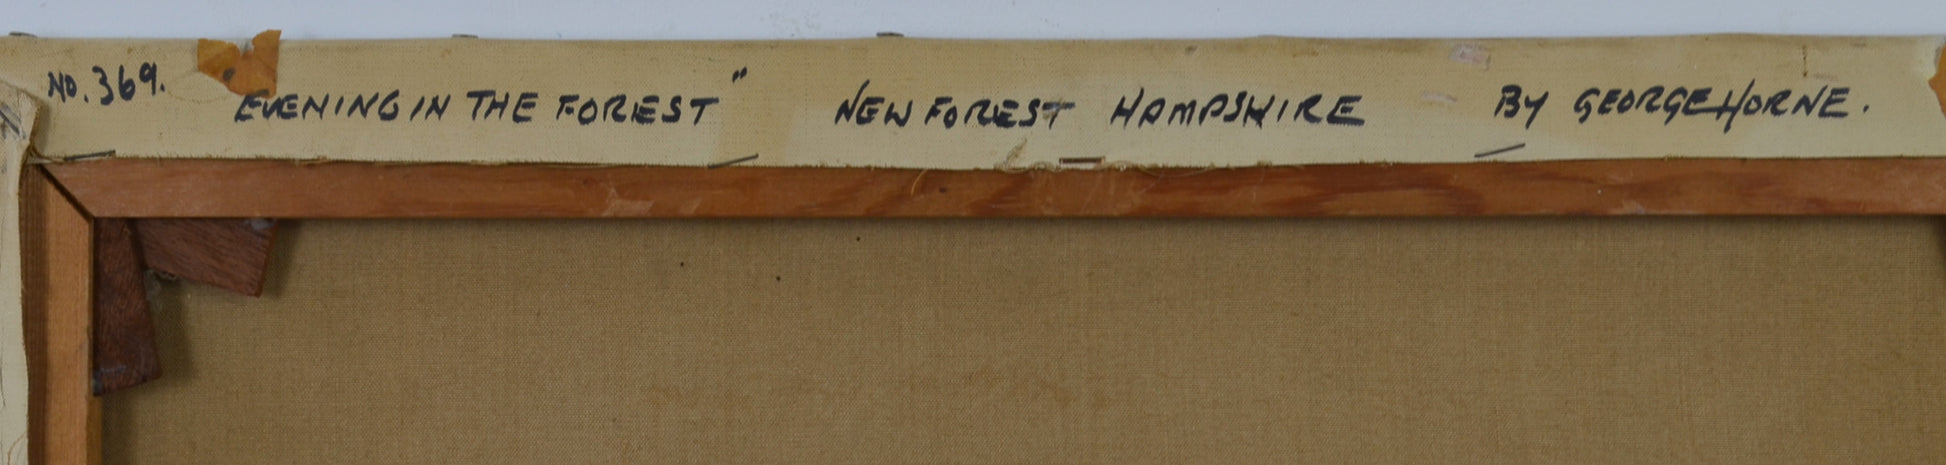 NO. 369. "EVENING IN THE FOREST" NEW FOREST HAMPSHIRE BY GEORGE HORNE.